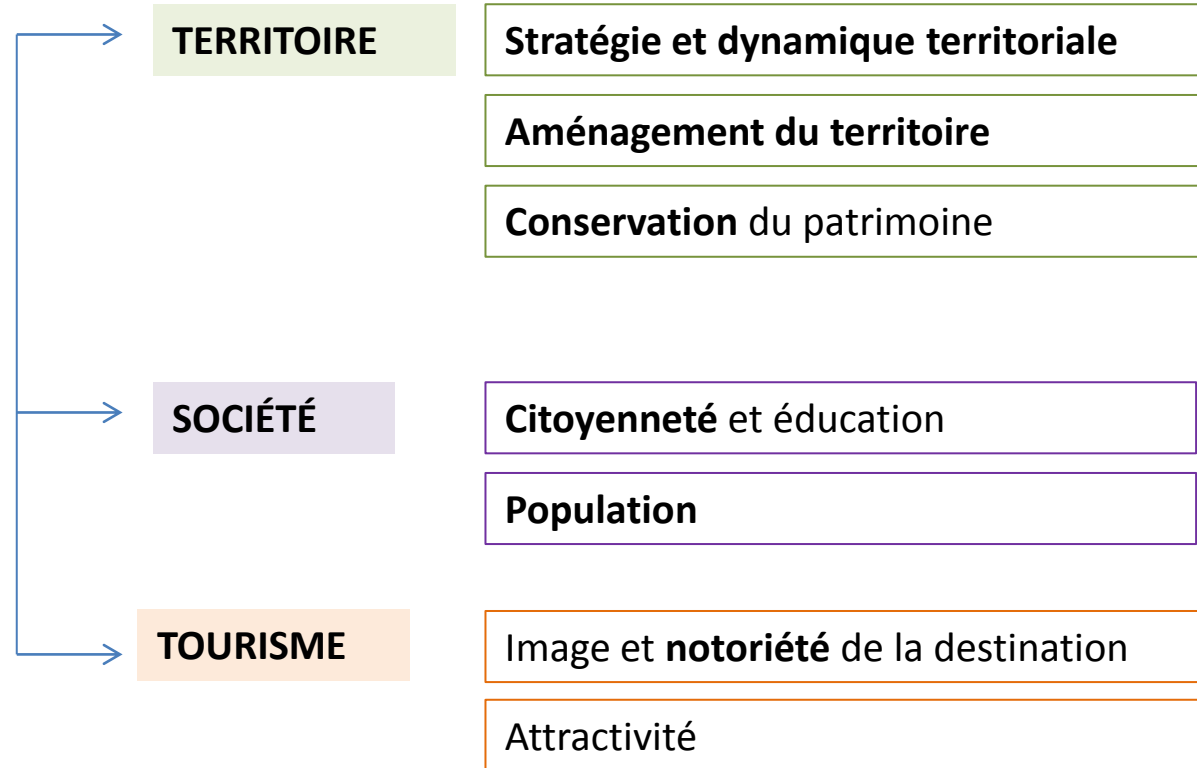 TERRITOIRE
Stratégie et dynamique territoriale
Aménagement du territoire
Conservation du patrimoine
SOCIÉTÉ
Citoyenneté et éducation
Population
TOURISME
Image et notoriété de la destination
Attractivité